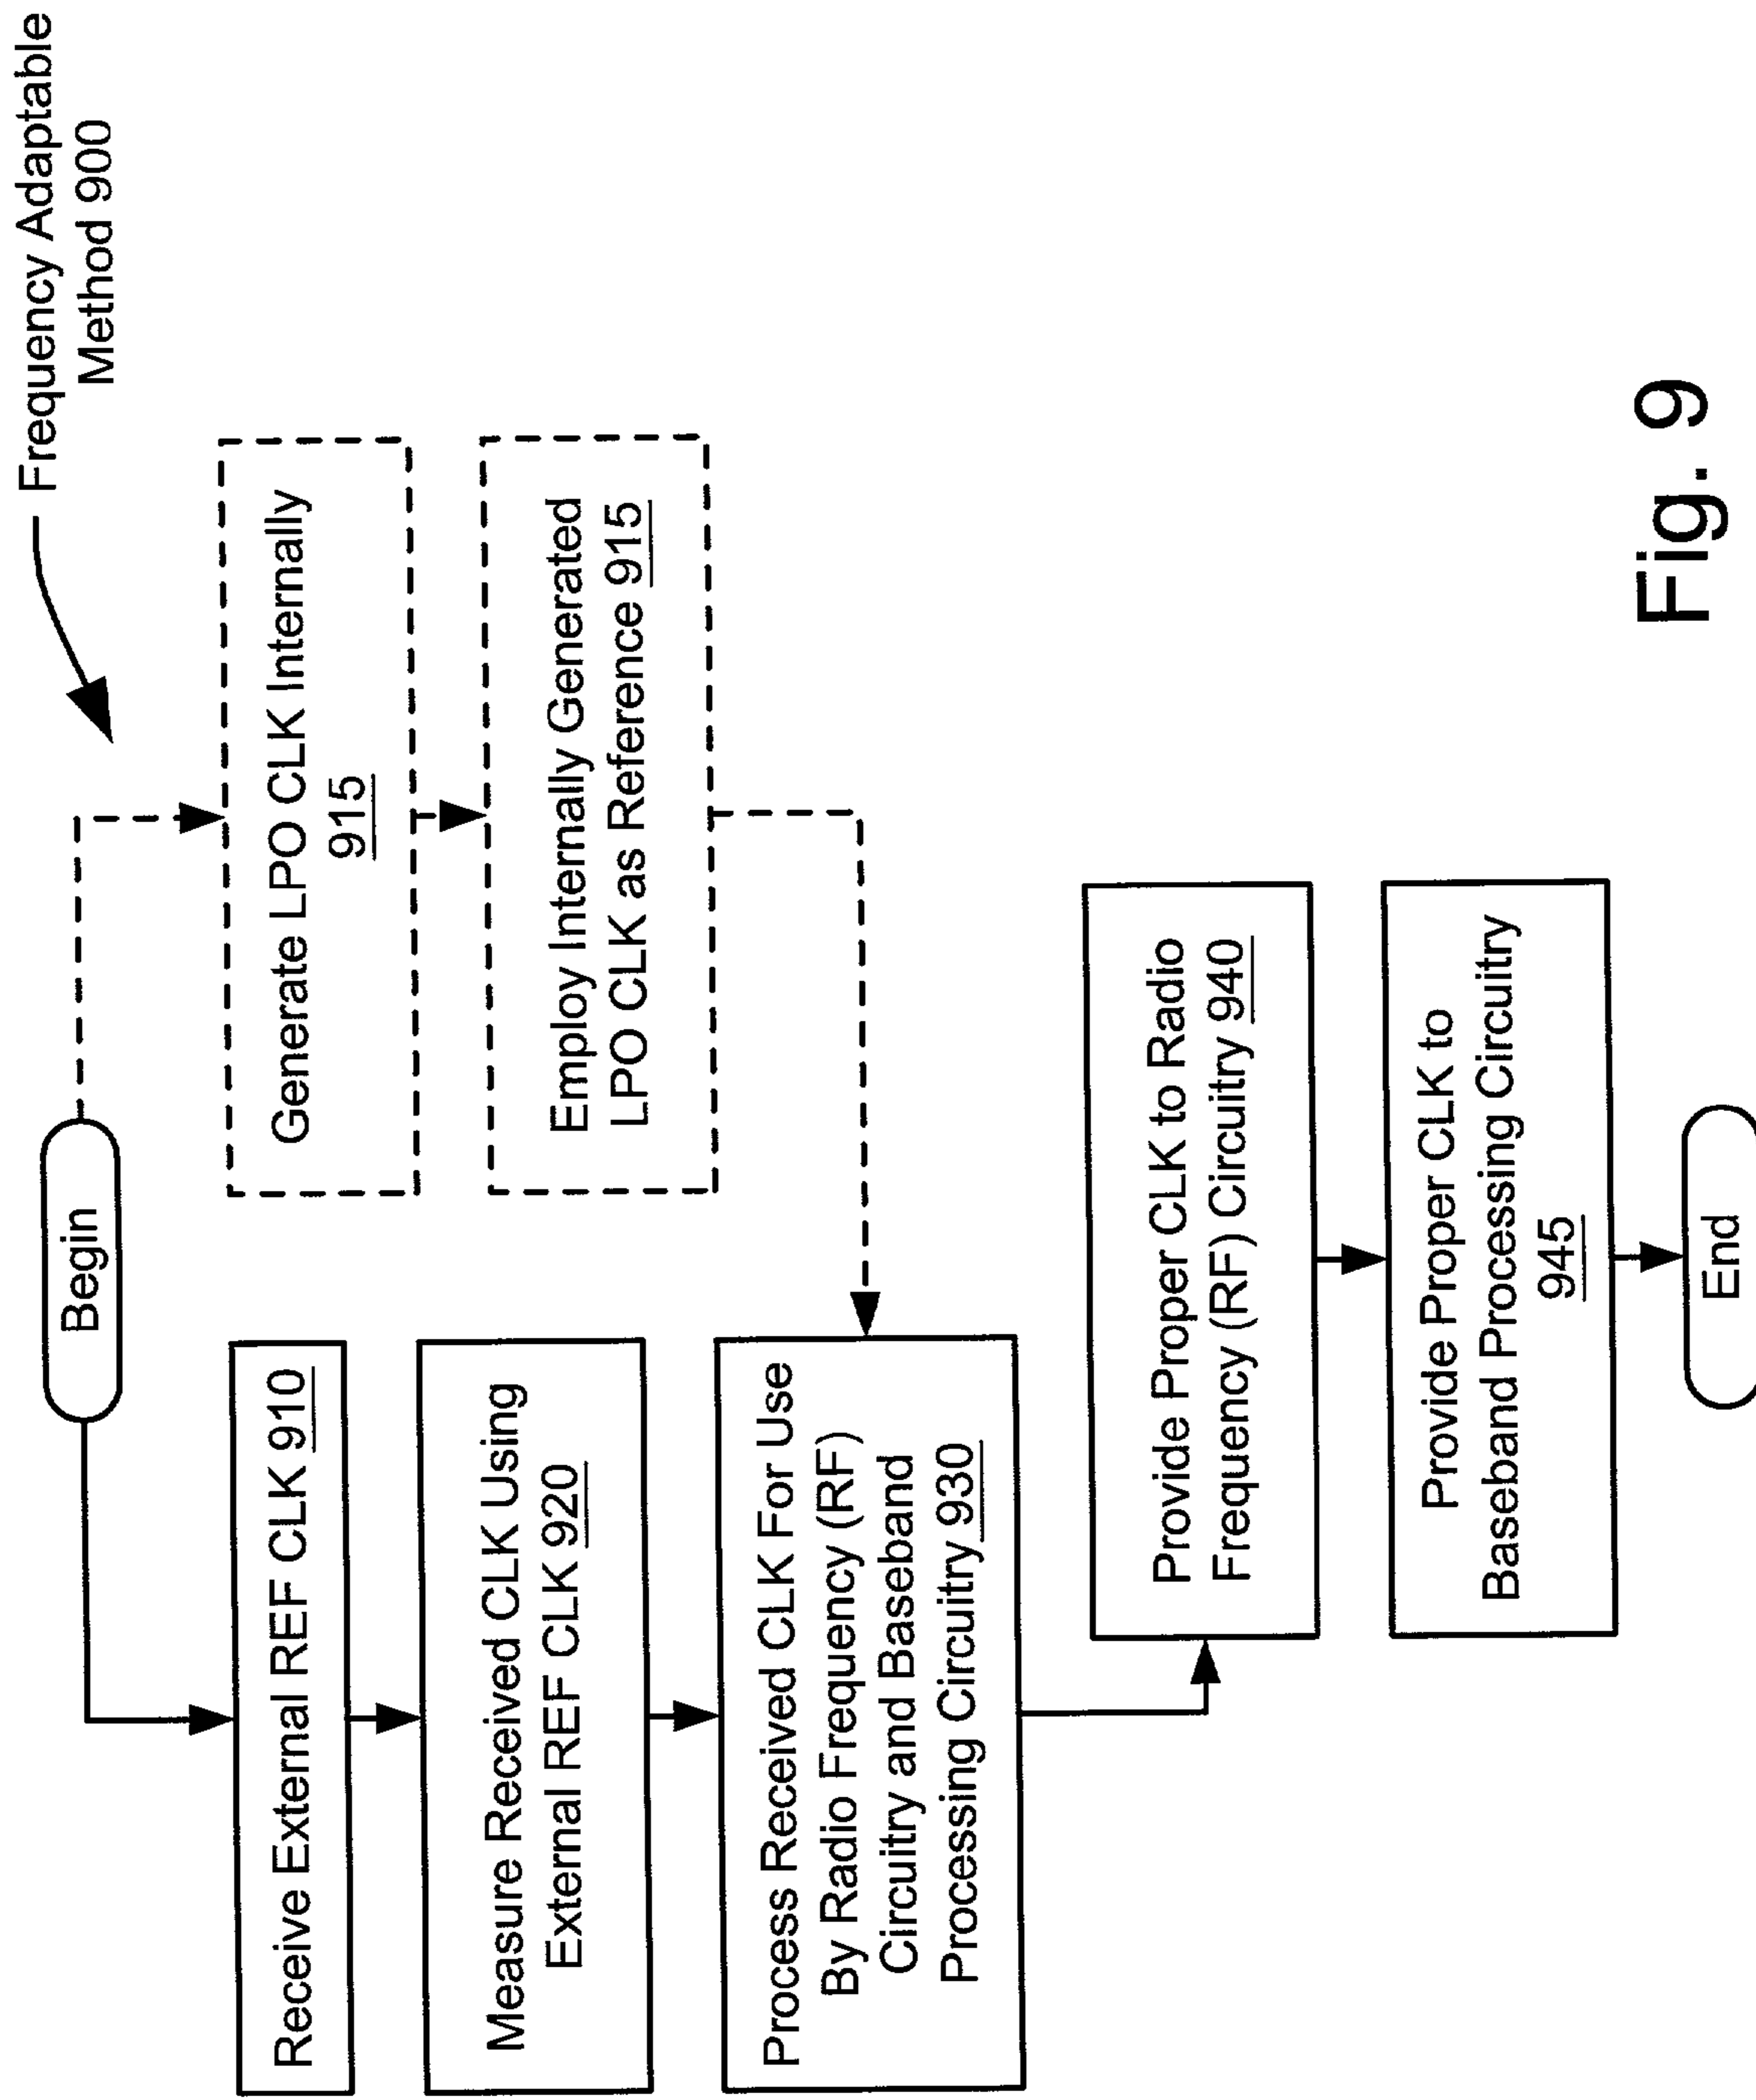 Frequency Adaptable
Method 900
Begin
Receive External REF CLK 910
Measure Received CLK Using
External REF CLK 920
Process Received CLK For Use
By Radio Frequency (RF)
Circuitry and Baseband
Processing Circuitry 930
Generate LPO CLK Internally
915
Employ Internally Generated
LPO CLK as Reference 915
Provide Proper CLK to Radio
Frequency (RF) Circuitry 940
Provide Proper CLK to
Baseband Processing Circuitry
945
End
Fig. 9